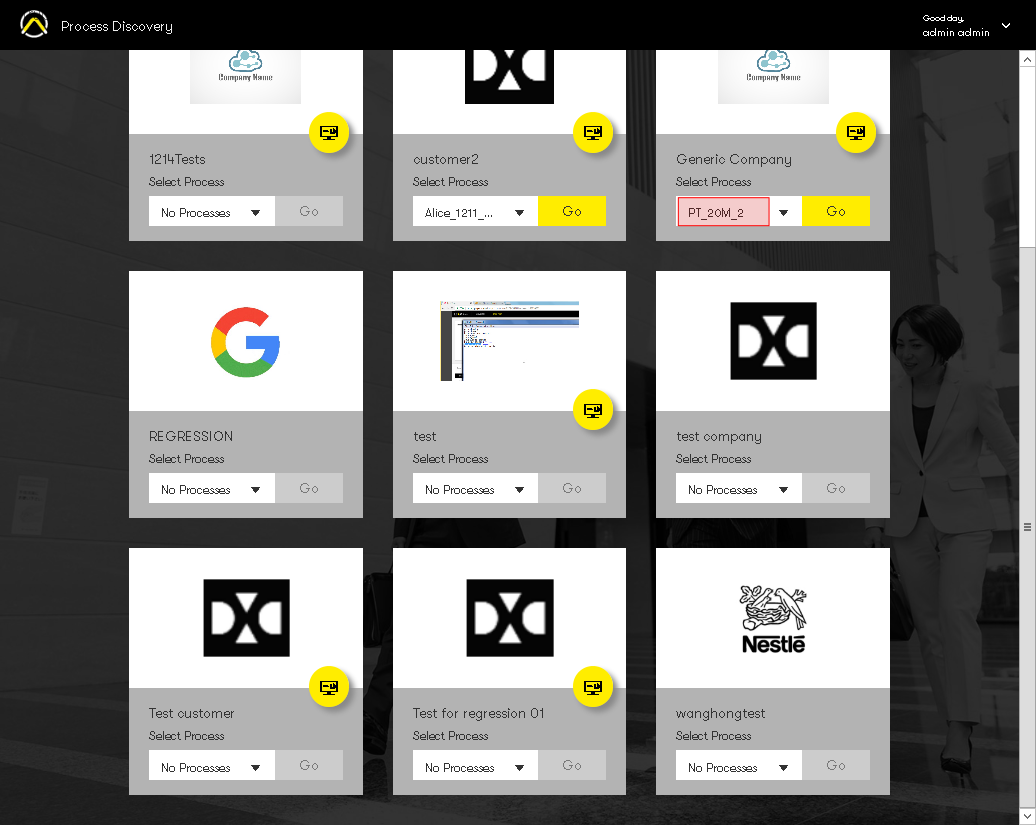 Process Discovery
Good day,
admin admin
Company Name
Company Name
1214Tests
customer2
Generic Company
Select Process
Select Process
Select Process
No Processes
Go
Alice_1211_...
Go
PT_20M_2
Go
REGRESSION
test
test company
Select Process
Select Process
Select Process
No Processes
Go
No Processes
Go
No Processes
Go
Nestlé
Test customer
Test for regression 01
wanghongtest
Select Process
Select Process
Select Process
No Processes
Go
No Processes
Go
No Processes
Go